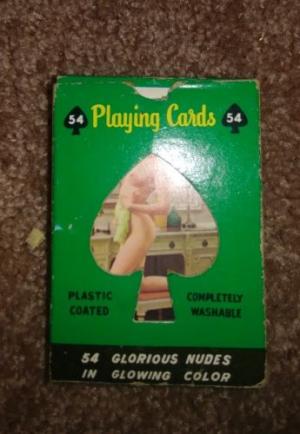 54 Playing Cards 54
PLASTIC COATED
COMPLETELY WASHABLE
54 GLORIOUS NUDES
IN GLOWING COLOR